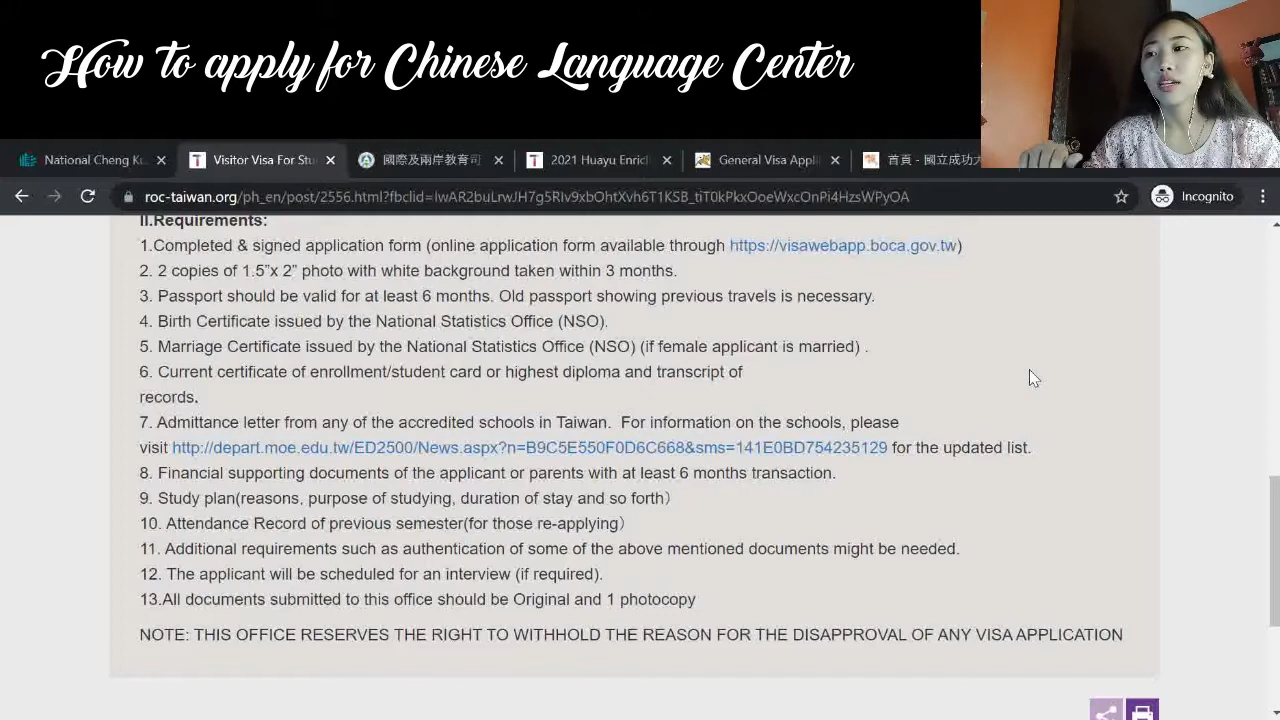 How to apply for Chinese Language Center
National Cheng Ku
Visitor Visa For Stu
國際及兩岸教育司
2021 Huayu Enrich
General Visa Appli
首頁 - 國立成功大
roc-taiwan.org/ph_en/post/2556.html?fbclid=IwAR2buLrwJH7g5RIv9xbOhtXvh6T1KSB_tiT0kPkxOoeWxcOnPi4HzsWPyOA
Incognito
II.Requirements:
1.Completed & signed application form (online application form available through https://visawebapp.boca.gov.tw)
2. 2 copies of 1.5”x 2” photo with white background taken within 3 months.
3. Passport should be valid for at least 6 months. Old passport showing previous travels is necessary.
4. Birth Certificate issued by the National Statistics Office (NSO).
5. Marriage Certificate issued by the National Statistics Office (NSO) (if female applicant is married) .
6. Current certificate of enrollment/student card or highest diploma and transcript of
records.
7. Admittance letter from any of the accredited schools in Taiwan.  For information on the schools, please
visit http://depart.moe.edu.tw/ED2500/News.aspx?n=B9C5E550F0D6C668&sms=141E0BD754235129 for the updated list.
8. Financial supporting documents of the applicant or parents with at least 6 months transaction.
9. Study plan(reasons, purpose of studying, duration of stay and so forth）
10. Attendance Record of previous semester(for those re-applying）
11. Additional requirements such as authentication of some of the above mentioned documents might be needed.
12. The applicant will be scheduled for an interview (if required).
13.All documents submitted to this office should be Original and 1 photocopy
NOTE: THIS OFFICE RESERVES THE RIGHT TO WITHHOLD THE REASON FOR THE DISAPPROVAL OF ANY VISA APPLICATION